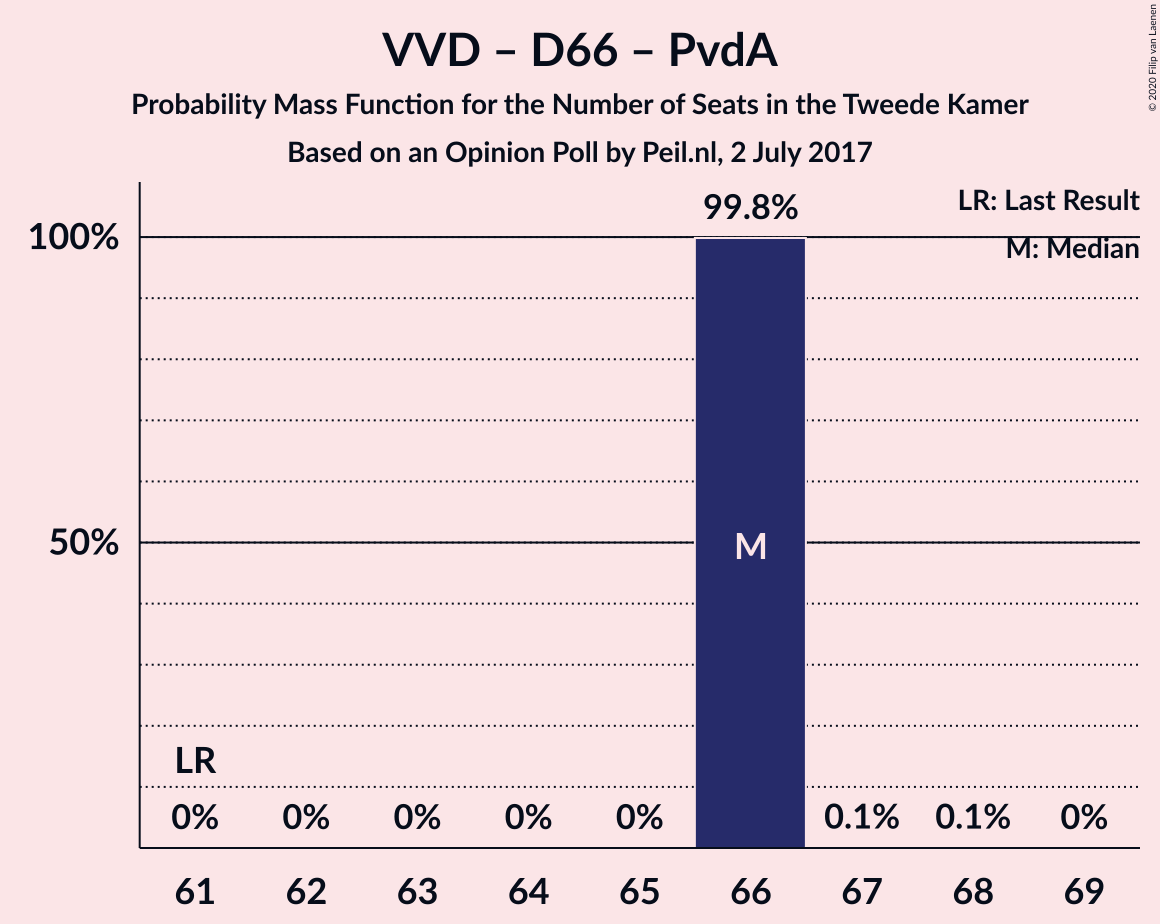 VVD – D66 – PvdA
Probability Mass Function for the Number of Seats in the Tweede Kamer
Based on an Opinion Poll by Peil.nl, 2 July 2017
© 2020 Filip van Laenen
99.8%
LR: Last Result
100%
M: Median
50%
M
LR
0% 0% 0% 0% 0% 0.1% 0.1% 0%
61 62 63 64 65 66 67 68 69